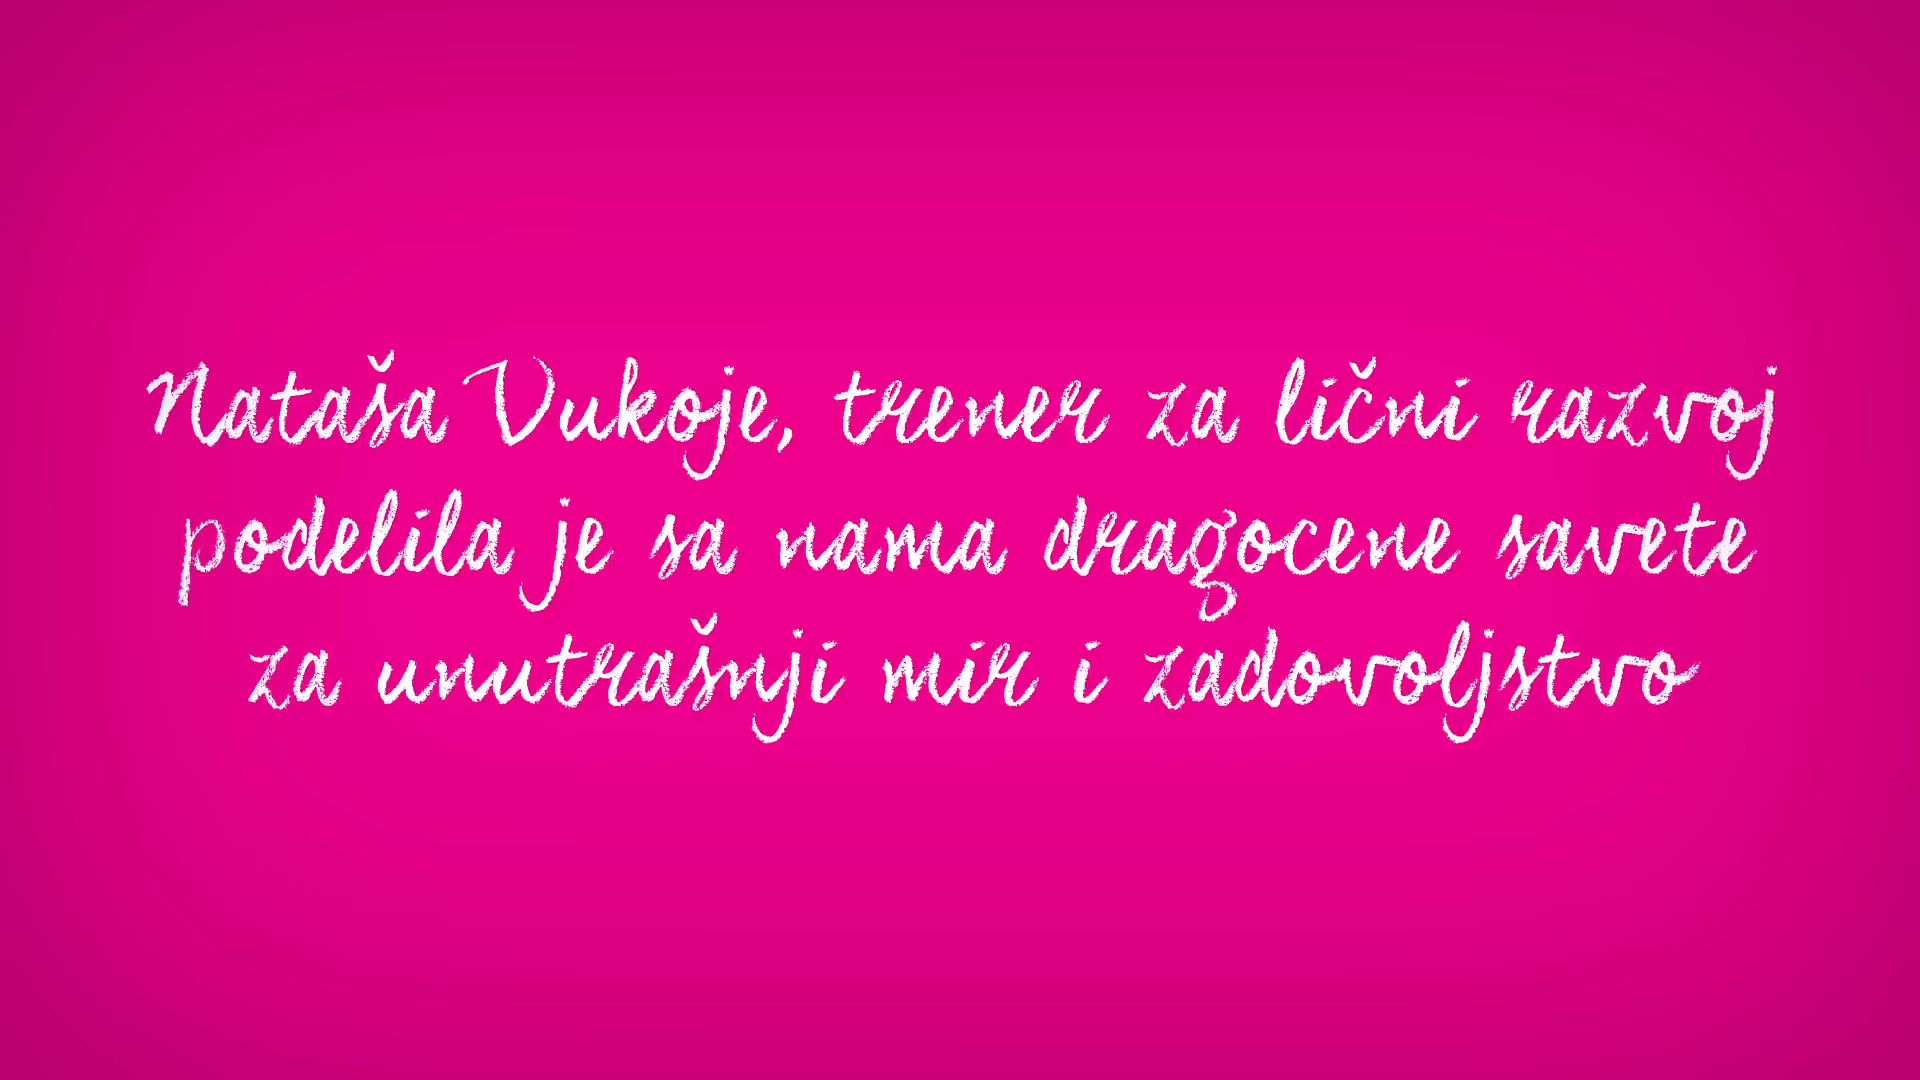 Nataša Vukoje, trener za lični razvoj
podelila je sa nama dragocene savete
za unutrašnji mir i zadovoljstvo